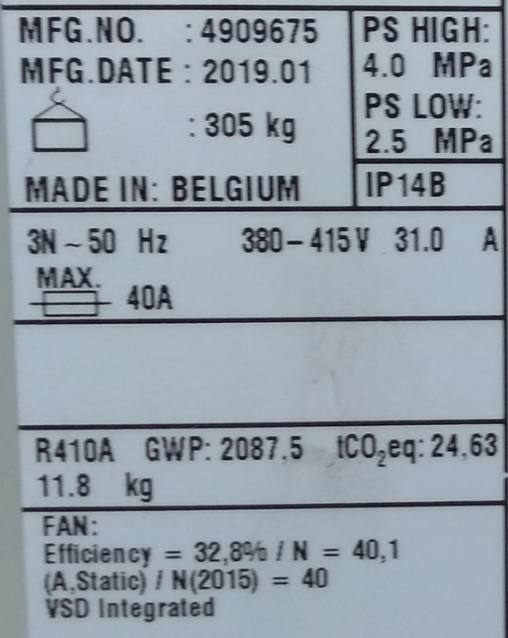 MFG.NO. : 4909675
MFG.DATE : 2019.01
: 305 kg
MADE IN: BELGIUM
PS HIGH:
4.0 MPa
PS LOW:
2.5 MPa
IP14B
3N ~ 50 Hz 380-415V 31.0 A
MAX.
40A
R410A GWP: 2087,5 tCO₂eq: 24,63
11.8 kg
FAN:
Efficiency = 32,8% / N = 40,1
(A,Static) / N(2015) = 40
VSD Integrated